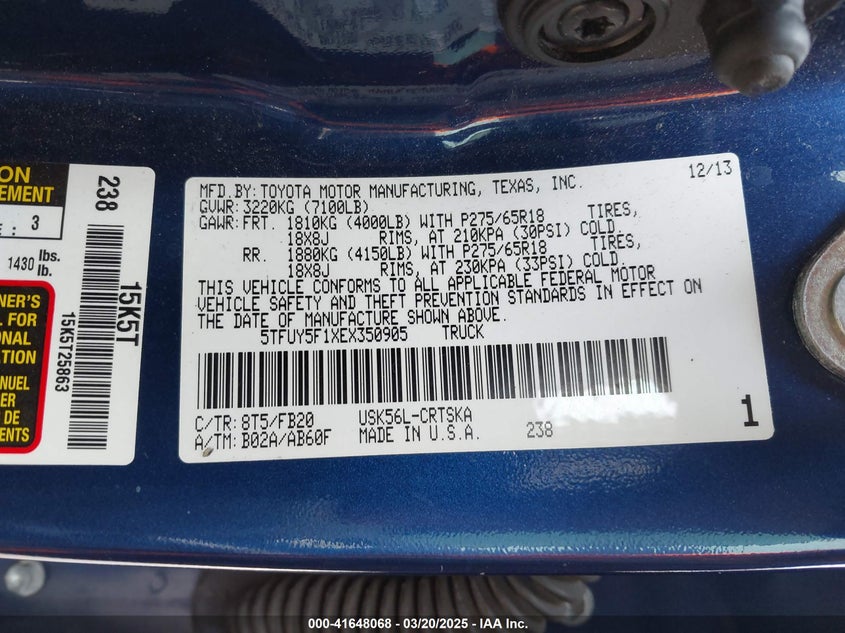 ON
EMENT
E : 3
1430 lbs.
lb.
NER'S
L FOR
ONAL
ATION
ANUEL
DE
ENTS
238
15K5T
15K5T25863
MFD.BY: TOYOTA MOTOR MANUFACTURING, TEXAS, INC. 12/13
GVWR: 3220KG (7100LB)
GAWR: FRT. 1810KG (4000LB) WITH P275/65R18 TIRES,
18X8J RIMS, AT 210KPA (30PSI) COLD.
RR. 1880KG (4150LB) WITH P275/65R18 TIRES,
18X8J RIMS, AT 230KPA (33PSI) COLD.
THIS VEHICLE CONFORMS TO ALL APPLICABLE FEDERAL MOTOR
VEHICLE SAFETY AND THEFT PREVENTION STANDARDS IN EFFECT ON
THE DATE OF MANUFACTURE SHOWN ABOVE.
5TFUY5F1XEX350905 TRUCK
C/TR: 8T5/FB20 USK56L-CRTSKA
A/TM: B02A/AB60F MADE IN U.S.A. 238 1
000-41648068 - 03/20/2025 - IAA Inc.